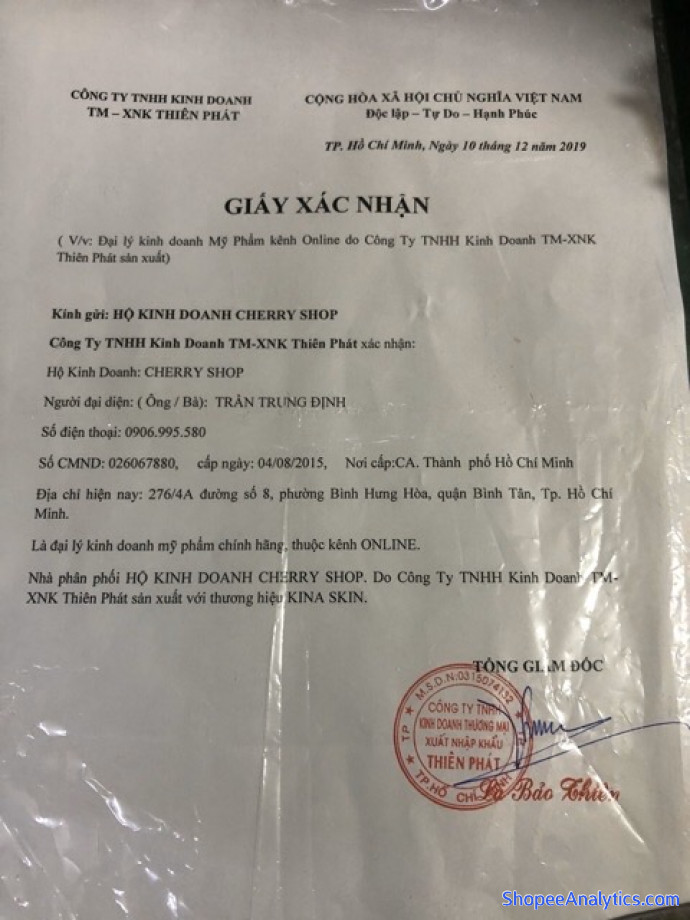 CÔNG TY TNHH KINH DOANH
TM – XNK THIÊN PHÁT
CỘNG HÒA XÃ HỘI CHỦ NGHĨA VIỆT NAM
Độc lập – Tự Do – Hạnh Phúc
TP. Hồ Chí Minh, Ngày 10 tháng 12 năm 2019
GIẤY XÁC NHẬN
( V/v: Đại lý kinh doanh Mỹ Phẩm kênh Online do Công Ty TNHH Kinh Doanh TM-XNK
Thiên Phát sản xuất)
Kính gửi: HỘ KINH DOANH CHERRY SHOP
Công Ty TNHH Kinh Doanh TM-XNK Thiên Phát xác nhận:
Hộ Kinh Doanh: CHERRY SHOP
Người đại diện: ( Ông / Bà): TRẦN TRUNG ĐỊNH
Số điện thoại: 0906.995.580
Số CMND: 026067880, cấp ngày: 04/08/2015, Nơi cấp:CA. Thành phố Hồ Chí Minh
Địa chỉ hiện nay: 276/4A đường số 8, phường Bình Hưng Hòa, quận Bình Tân, Tp. Hồ Chí
Minh.
Là đại lý kinh doanh mỹ phẩm chính hãng, thuộc kênh ONLINE.
Nhà phân phối HỘ KINH DOANH CHERRY SHOP. Do Công Ty TNHH Kinh Doanh TM-
XNK Thiên Phát sản xuất với thương hiệu KINA SKIN.
TỔNG GIÁM ĐỐC
M.S.D.N:0315074132
CÔNG TY TNHH
KINH DOANH THƯƠNG MẠI
XUẤT NHẬP KHẨU
THIÊN PHÁT
TP.HỒ CHÍ MINH
Lã Bảo Thiên
ShopeeAnalytics.com